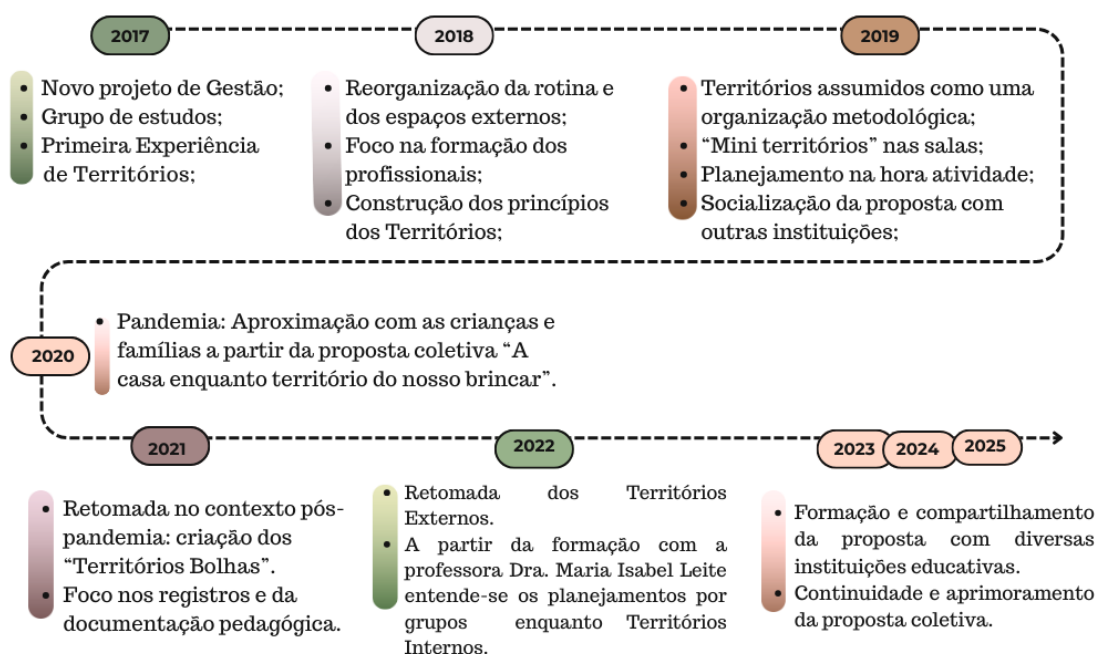 2017
Novo projeto de Gestão;
Grupo de estudos;
Primeira Experiência
de Territórios;
2018
Reorganização da rotina e
dos espaços externos;
Foco na formação dos
profissionais;
Construção dos princípios
dos Territórios;
2019
Territórios assumidos como uma
organização metodológica;
“Mini territórios” nas salas;
Planejamento na hora atividade;
Socialização da proposta com
outras instituições;
2020
Pandemia: Aproximação com as crianças e
famílias a partir da proposta coletiva “A
casa enquanto território do nosso brincar”.
2021
Retomada no contexto pós-
pandemia: criação dos
“Territórios Bolhas”.
Foco nos registros e da
documentação pedagógica.
2022
Retomada dos Territórios
Externos.
A partir da formação com a
professora Dra. Maria Isabel Leite
entende-se os planejamentos por
grupos enquanto Territórios
Internos.
2023
2024
2025
Formação e compartilhamento
da proposta com diversas
instituições educativas.
Continuidade e aprimoramento
da proposta coletiva.